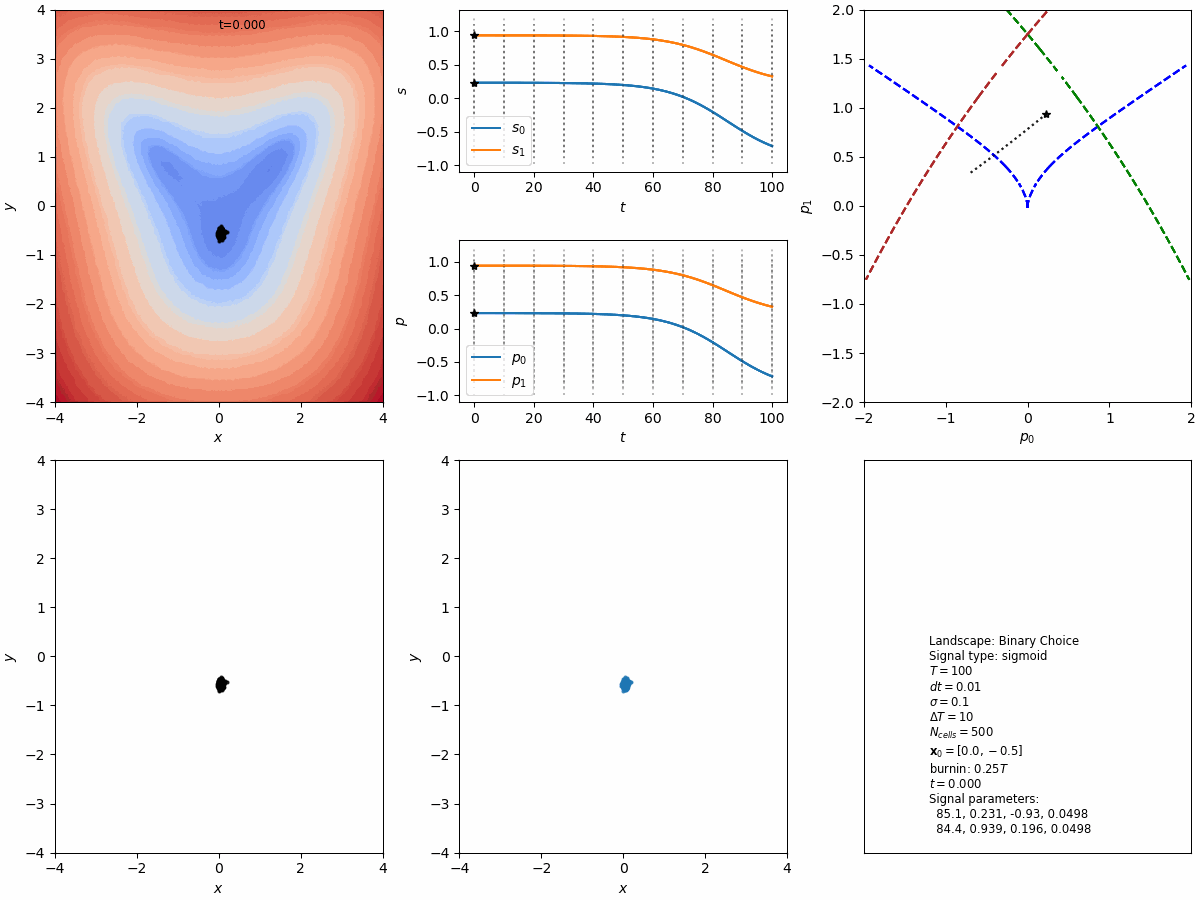 t=0.000
4
3
2
1
0
−1
−2
−3
−4
y
−4
−2
0
2
4
x
1.0
0.5
0.0
−0.5
−1.0
s
s0
s1
0
20
40
60
80
100
t
1.0
0.5
0.0
−0.5
−1.0
p
p0
p1
0
20
40
60
80
100
t
2.0
1.5
1.0
0.5
0.0
−0.5
−1.0
−1.5
−2.0
p1
−2
−1
0
1
2
p0
4
3
2
1
0
−1
−2
−3
−4
y
−4
−2
0
2
4
x
4
3
2
1
0
−1
−2
−3
−4
y
−4
−2
0
2
4
x
Landscape: Binary Choice
Signal type: sigmoid
T = 100
dt = 0.01
σ = 0.1
ΔT = 10
Ncells = 500
x0 = [0.0, −0.5]
burnin: 0.25T
t = 0.000
Signal parameters:
85.1, 0.231, -0.93, 0.0498
84.4, 0.939, 0.196, 0.0498